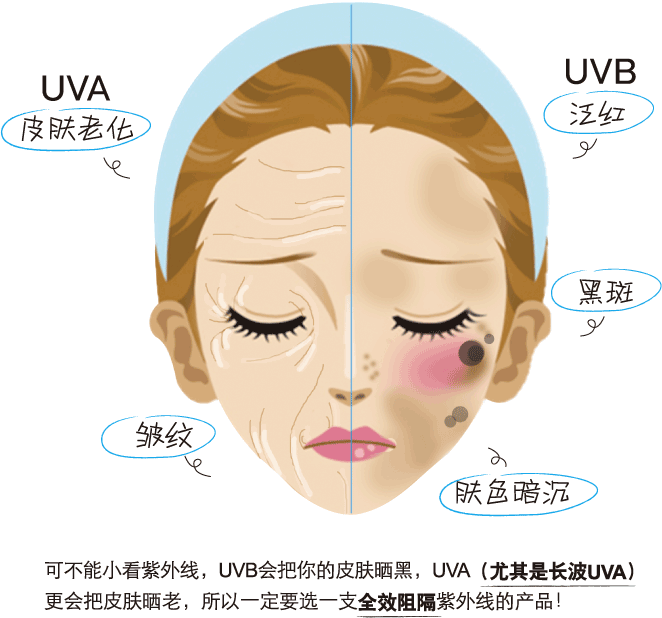 UVA
皮肤老化
UVB
泛红
黑斑
皱纹
肤色暗沉
可不能小看紫外线，UVB会把你的皮肤晒黑，UVA（尤其是长波UVA）
更会把皮肤晒老，所以一定要选一支全效阻隔紫外线的产品！